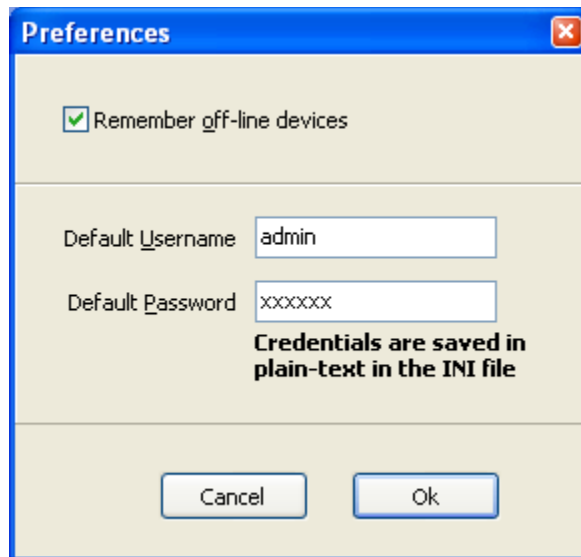 Preferences
Remember off-line devices
Default Username admin
Default Password xxxxxx
Credentials are saved in
plain-text in the INI file
Cancel Ok